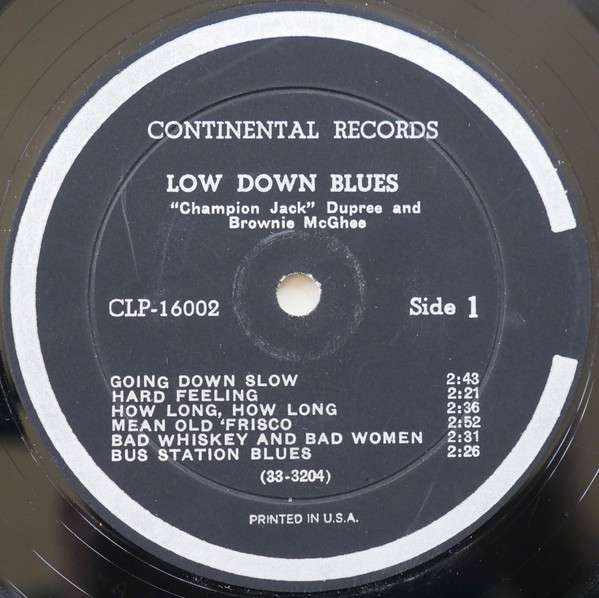 CONTINENTAL RECORDS
LOW DOWN BLUES
"Champion Jack" Dupree and
Brownie McGhee
CLP-16002 Side 1
GOING DOWN SLOW 2:43
HARD FEELING 2:21
HOW LONG, HOW LONG 2:36
MEAN OLD 'FRISCO 2:52
BAD WHISKEY AND BAD WOMEN 2:31
BUS STATION BLUES 2:26
(33-3204)
PRINTED IN U.S.A.